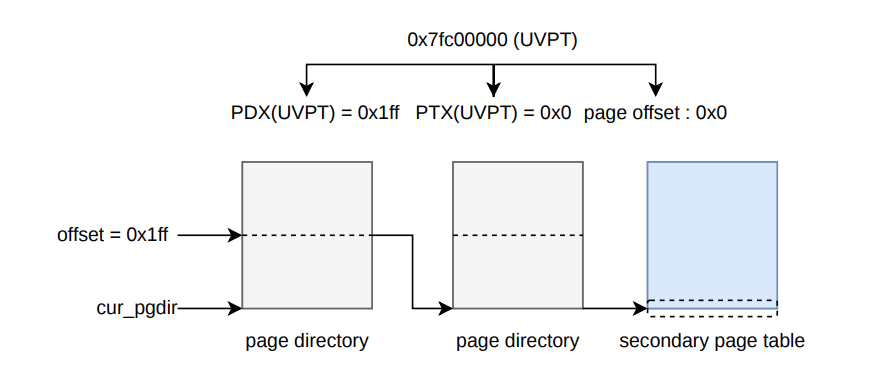 0x7fc00000 (UVPT)
PDX(UVPT) = 0x1ff PTX(UVPT) = 0x0 page offset : 0x0
offset = 0x1ff
cur_pgdir
page directory page directory secondary page table